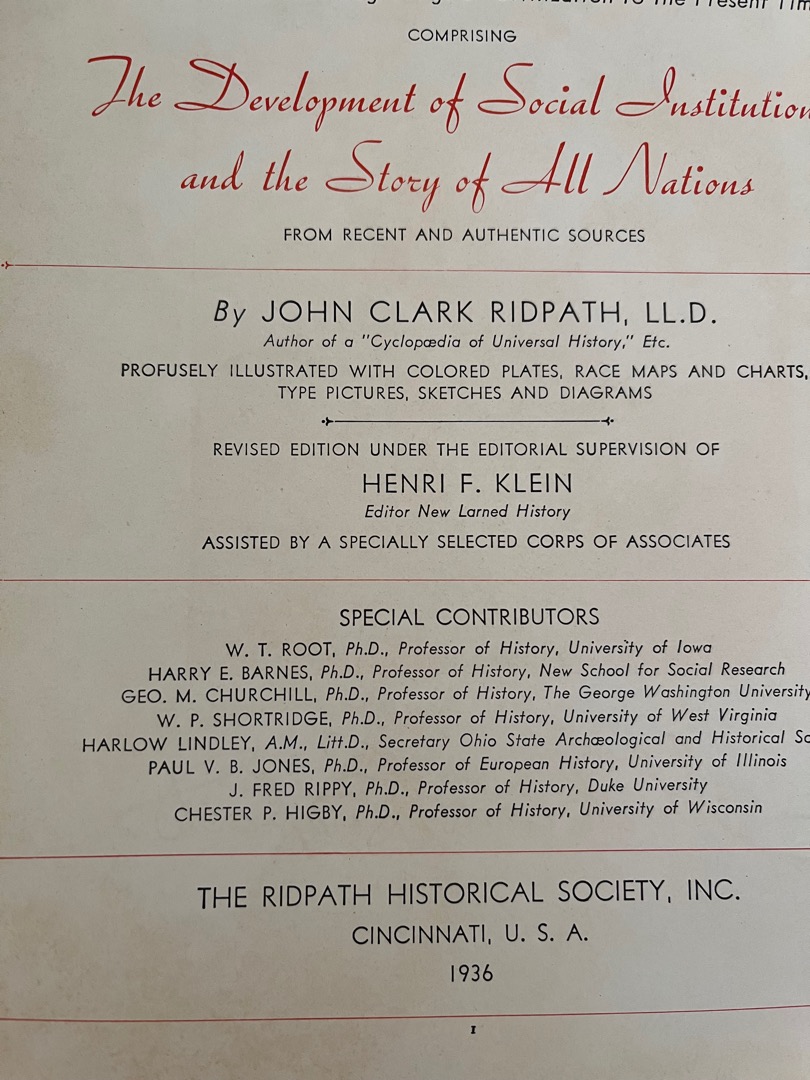 to the Present Tim
COMPRISING
The Development of Social Institution
and the Story of All Nations
FROM RECENT AND AUTHENTIC SOURCES
By JOHN CLARK RIDPATH, LL.D.
Author of a "Cyclopædia of Universal History," Etc.
PROFUSELY ILLUSTRATED WITH COLORED PLATES, RACE MAPS AND CHARTS,
TYPE PICTURES, SKETCHES AND DIAGRAMS
REVISED EDITION UNDER THE EDITORIAL SUPERVISION OF
HENRI F. KLEIN
Editor New Larned History
ASSISTED BY A SPECIALLY SELECTED CORPS OF ASSOCIATES
SPECIAL CONTRIBUTORS
W. T. ROOT, Ph.D., Professor of History, University of Iowa
HARRY E. BARNES, Ph.D., Professor of History, New School for Social Research
GEO. M. CHURCHILL, Ph.D., Professor of History, The George Washington University
W. P. SHORTRIDGE, Ph.D., Professor of History, University of West Virginia
HARLOW LINDLEY, A.M., Litt.D., Secretary Ohio State Archæological and Historical So
PAUL V. B. JONES, Ph.D., Professor of European History, University of Illinois
J. FRED RIPPY, Ph.D., Professor of History, Duke University
CHESTER P. HIGBY, Ph.D., Professor of History, University of Wisconsin
THE RIDPATH HISTORICAL SOCIETY, INC.
CINCINNATI, U. S. A.
1936
I